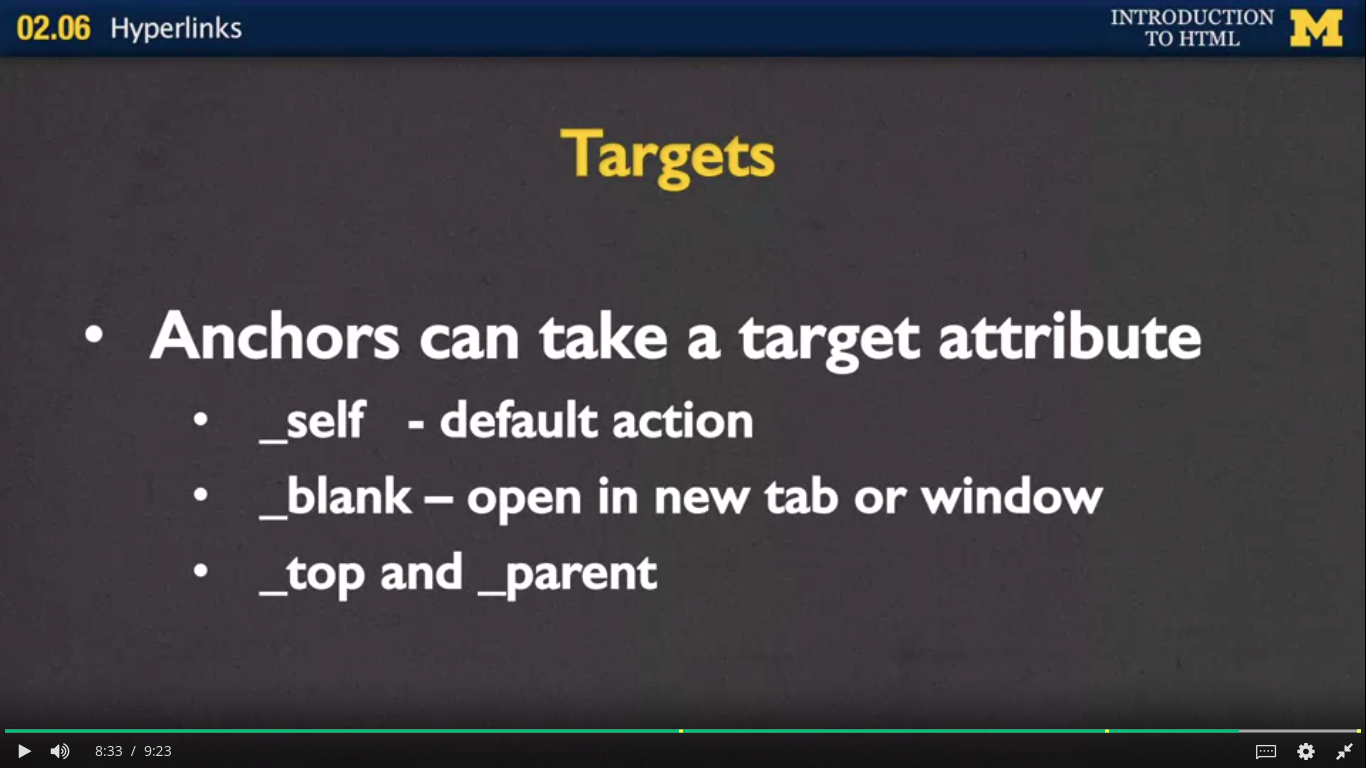 02.06 Hyperlinks
INTRODUCTION
TO HTML
M
Targets
• Anchors can take a target attribute
• _self - default action
• _blank – open in new tab or window
• _top and _parent
8:33 / 9:23